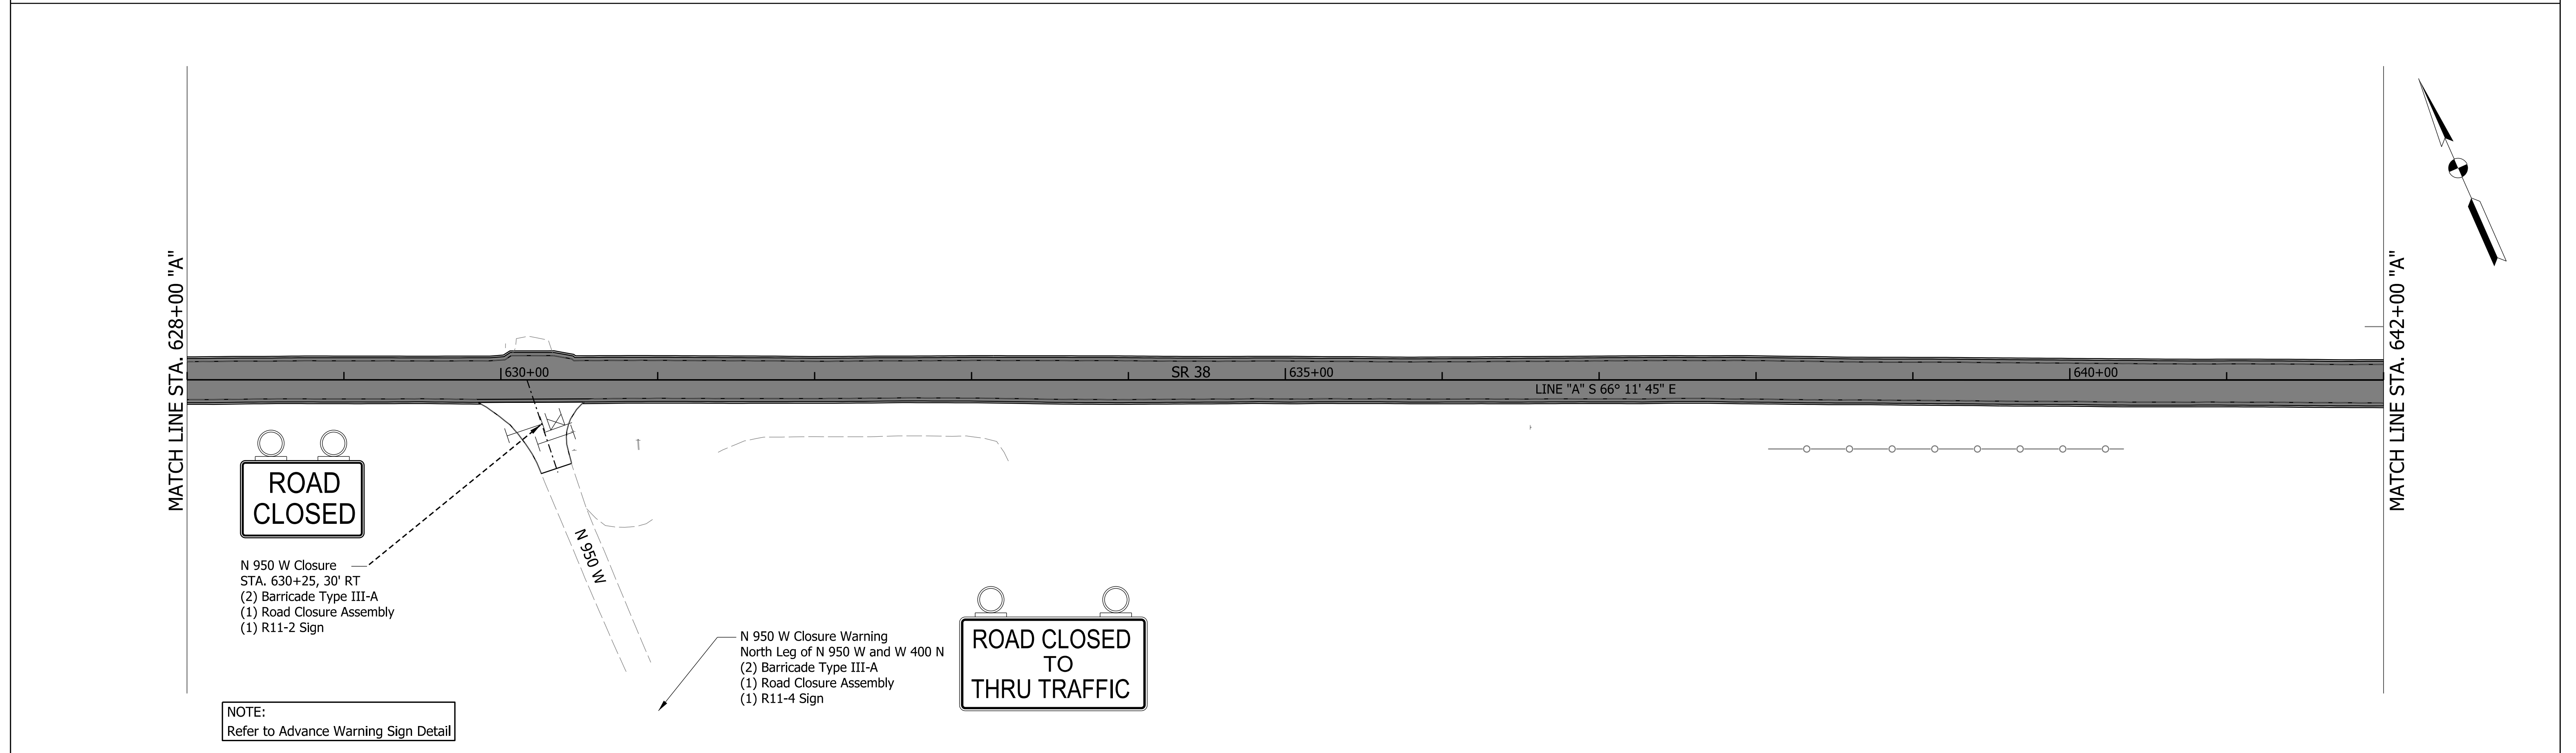 MATCH LINE STA. 628+00 "A"
630+00
SR 38
635+00
LINE "A" S 66° 11' 45" E
640+00
MATCH LINE STA. 642+00 "A"
ROAD
CLOSED
N 950 W Closure
STA. 630+25, 30' RT
(2) Barricade Type III-A
(1) Road Closure Assembly
(1) R11-2 Sign
N 950 W
N 950 W Closure Warning
North Leg of N 950 W and W 400 N
(2) Barricade Type III-A
(1) Road Closure Assembly
(1) R11-4 Sign
ROAD CLOSED
TO
THRU TRAFFIC
NOTE:
Refer to Advance Warning Sign Detail